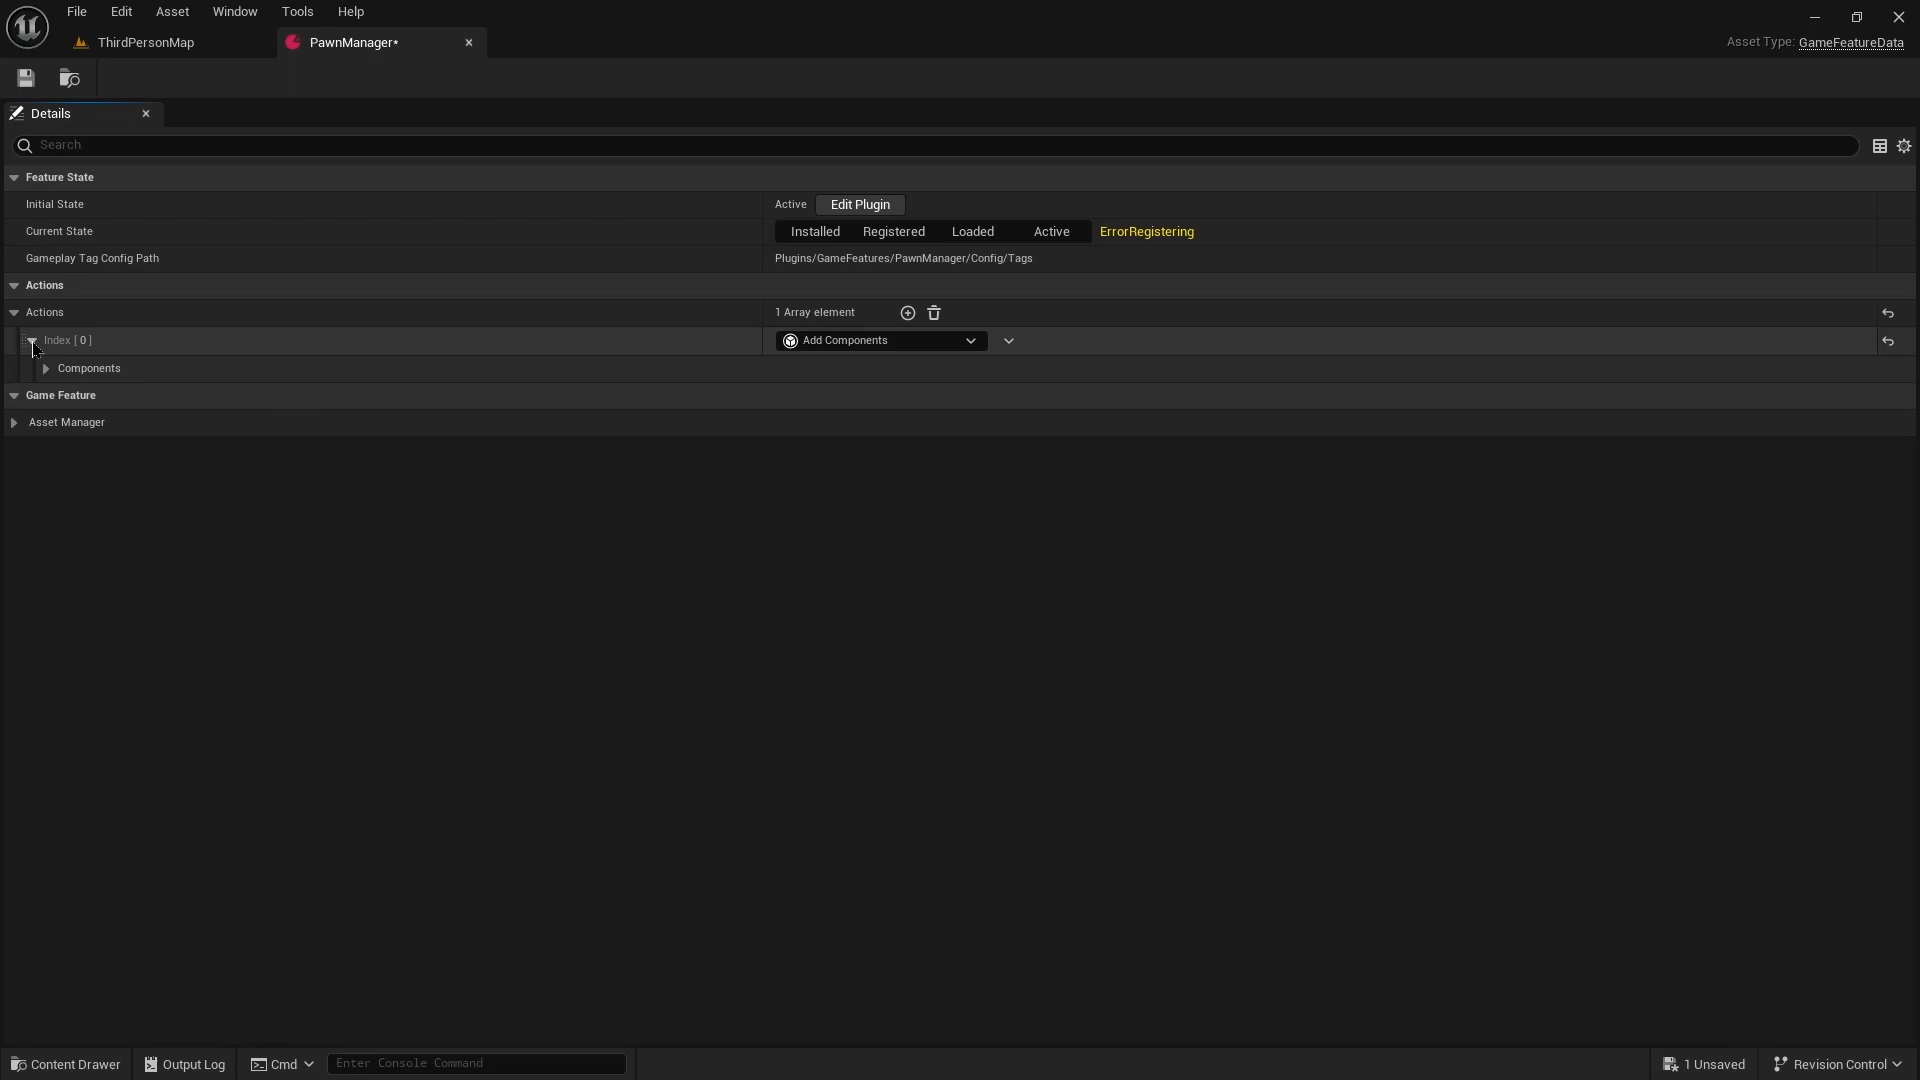 File Edit Asset Window Tools Help
ThirdPersonMap PawnManager* Asset Type: GameFeatureData
Details
Search
Feature State
Initial State Active Edit Plugin
Current State Installed Registered Loaded Active ErrorRegistering
Gameplay Tag Config Path Plugins/GameFeatures/PawnManager/Config/Tags
Actions
Actions 1 Array element
Index [ 0 ] Add Components
Components
Game Feature
Asset Manager
Content Drawer Output Log Cmd Enter Console Command 1 Unsaved Revision Control